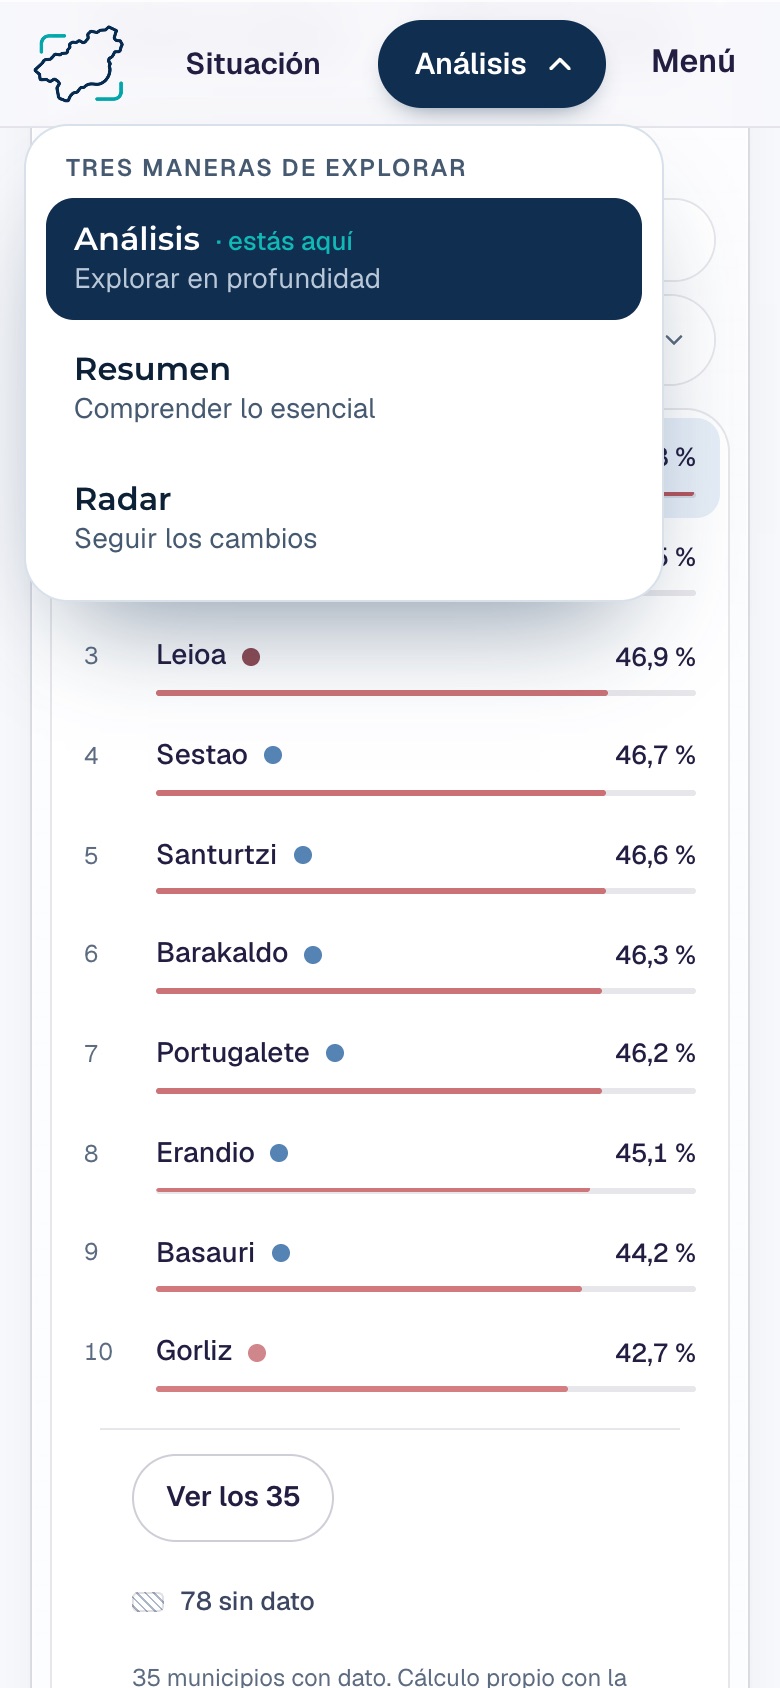 Situación
Análisis
Menú
TRES MANERAS DE EXPLORAR
Análisis · estás aquí
Explorar en profundidad
Resumen
Comprender lo esencial
Radar
Seguir los cambios
%
%
3 Leioa 46,9 %
4 Sestao 46,7 %
5 Santurtzi 46,6 %
6 Barakaldo 46,3 %
7 Portugalete 46,2 %
8 Erandio 45,1 %
9 Basauri 44,2 %
10 Gorliz 42,7 %
Ver los 35
78 sin dato
35 municipios con dato. Cálculo propio con la